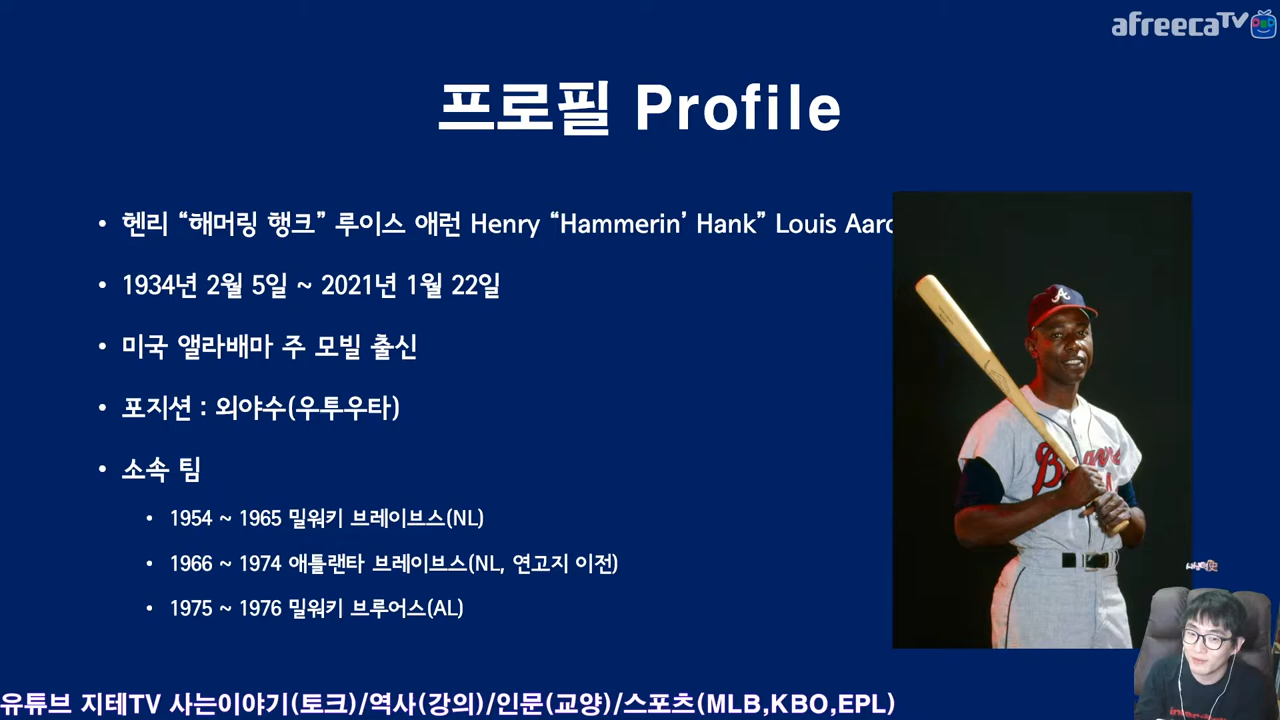 afreecaTV
프로필 Profile
• 헨리 “해머링 행크” 루이스 애런 Henry “Hammerin’ Hank” Louis Aaro
• 1934년 2월 5일 ~ 2021년 1월 22일
• 미국 앨라배마 주 모빌 출신
• 포지션 : 외야수(우투우타)
• 소속 팀
• 1954 ~ 1965 밀워키 브레이브스(NL)
• 1966 ~ 1974 애틀랜타 브레이브스(NL, 연고지 이전)
• 1975 ~ 1976 밀워키 브루어스(AL)
A
Braves
유튜브 지테TV 사는이야기(토크)/역사(강의)/인문(교양)/스포츠(MLB,KBO,EPL)